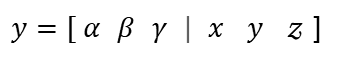 y = [ α β γ | x y z ]